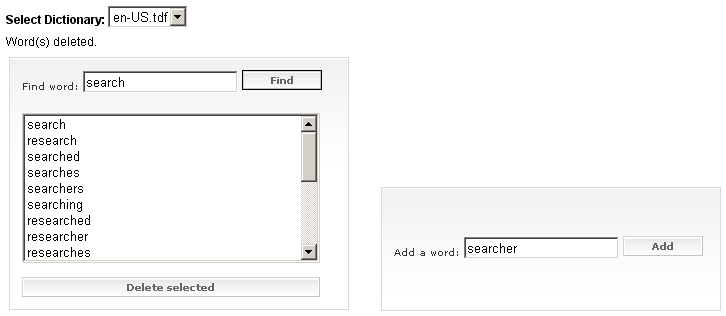 Select Dictionary: en-US.tdf
Word(s) deleted.
Find word: search Find
search
research
searched
searches
searchers
searching
researched
researcher
researches
Delete selected
Add a word: searcher Add